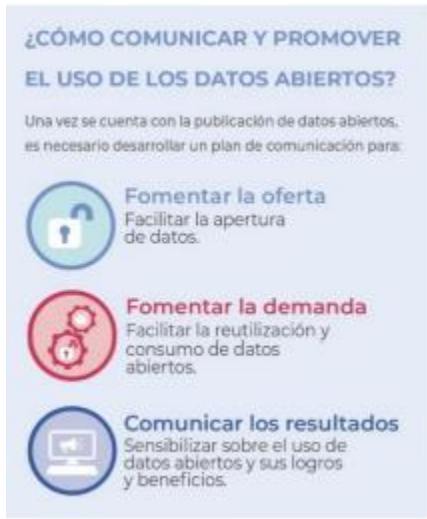 ¿CÓMO COMUNICAR Y PROMOVER
EL USO DE LOS DATOS ABIERTOS?
Una vez se cuenta con la publicación de datos abiertos,
es necesario desarrollar un plan de comunicación para:
Fomentar la oferta
Facilitar la apertura
de datos.
Fomentar la demanda
Facilitar la reutilización y
consumo de datos
abiertos.
Comunicar los resultados
Sensibilizar sobre el uso de
datos abiertos y sus logros
y beneficios.